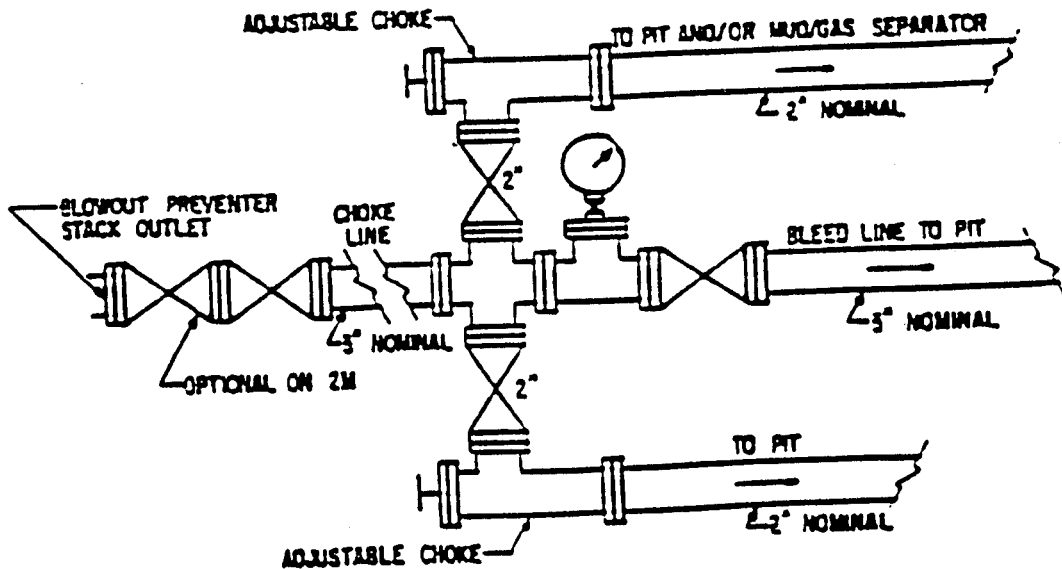 ADJUSTABLE CHOKE
TO PIT AND/OR MUD/GAS SEPARATOR
2" NOMINAL
2"
BLOWOUT PREVENTER
STACK OUTLET
CHOKE
LINE
BLEED LINE TO PIT
3" NOMINAL
3" NOMINAL
OPTIONAL ON 2M
2"
TO PIT
2" NOMINAL
ADJUSTABLE CHOKE